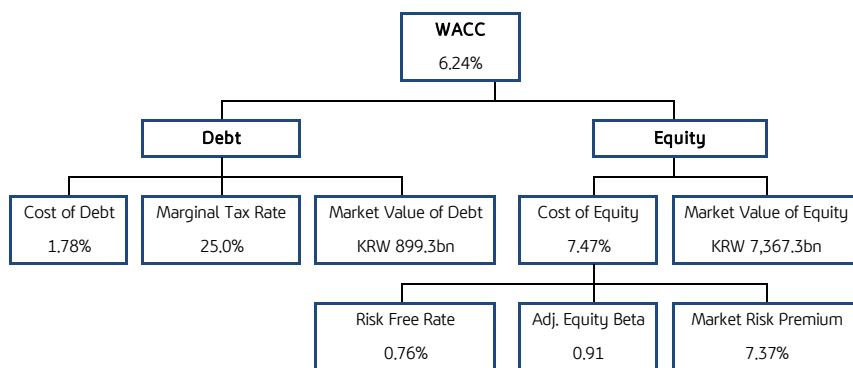 WACC
6.24%
Debt
Equity
Cost of Debt
1.78%
Marginal Tax Rate
25.0%
Market Value of Debt
KRW 899.3bn
Cost of Equity
7.47%
Market Value of Equity
KRW 7,367.3bn
Risk Free Rate
0.76%
Adj. Equity Beta
0.91
Market Risk Premium
7.37%